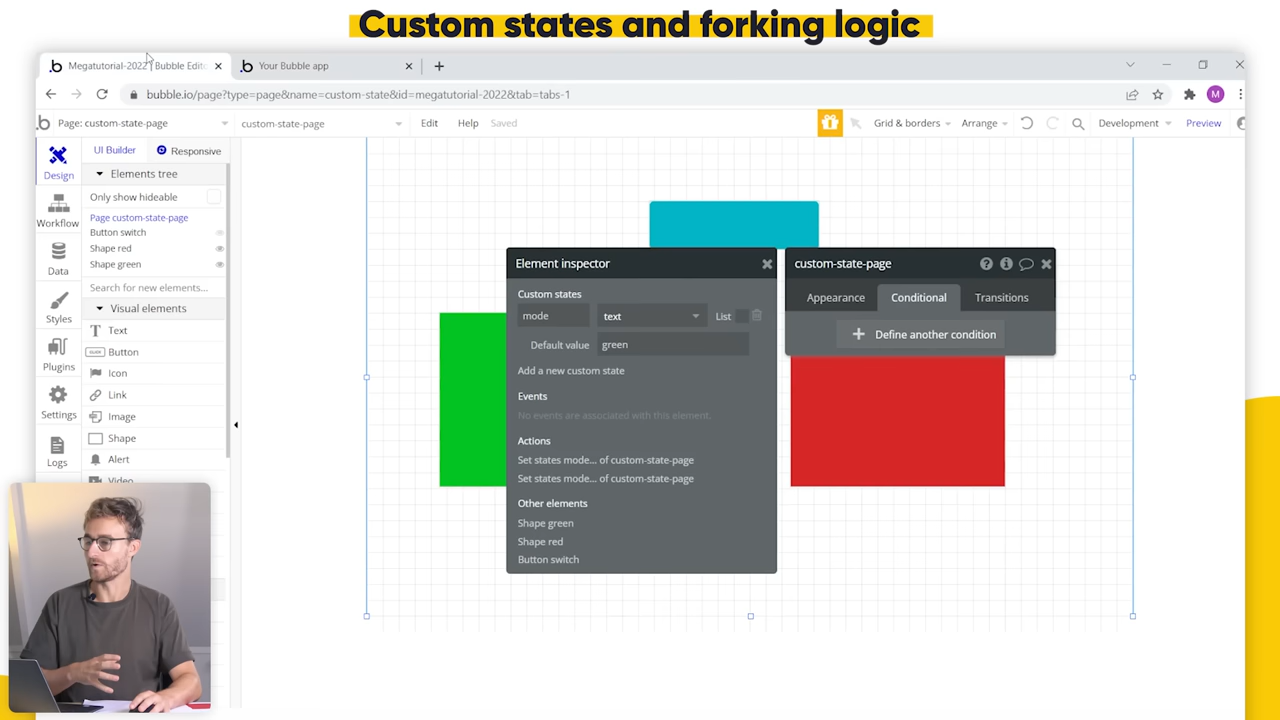 Custom states and forking logic
Megatutorial-2022 | Bubble Edito
Your Bubble app
bubble.io/page?type=page&name=custom-state&id=megatutorial-2022&tab=tabs-1
M
Page: custom-state-page
custom-state-page
Edit
Help
Saved
Grid & borders
Arrange
Development
Preview
Design
Workflow
Data
Styles
Plugins
Settings
Logs
UI Builder
Responsive
Elements tree
Only show hideable
Page custom-state-page
Button switch
Shape red
Shape green
Search for new elements...
Visual elements
Text
Button
Icon
Link
Image
Shape
Alert
Video
Element inspector
Custom states
mode
text
List
Default value
green
Add a new custom state
Events
No events are associated with this element.
Actions
Set states mode... of custom-state-page
Set states mode... of custom-state-page
Other elements
Shape green
Shape red
Button switch
custom-state-page
Appearance
Conditional
Transitions
Define another condition